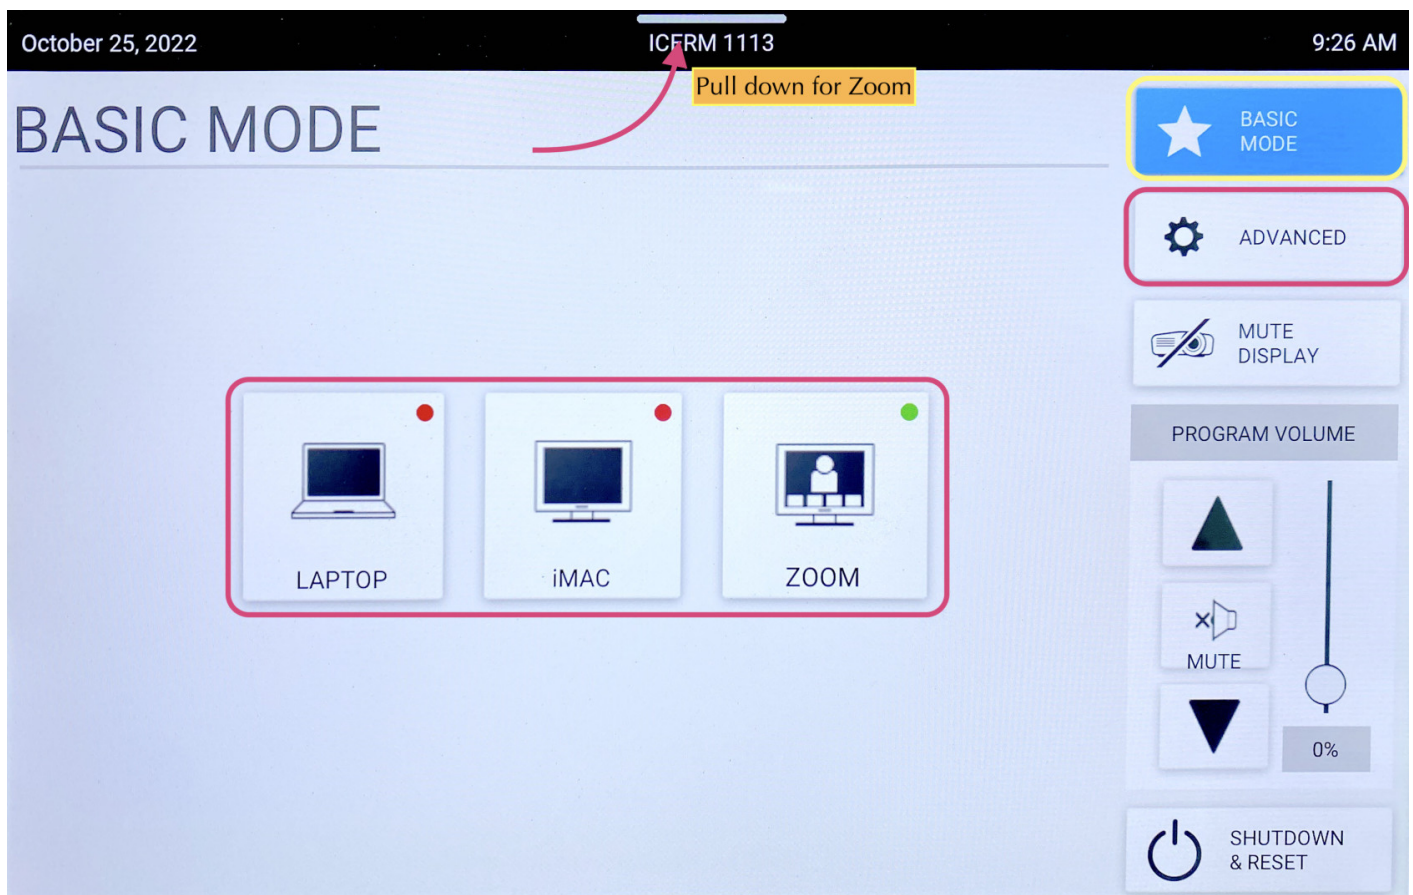 October 25, 2022
ICERM 1113
9:26 AM
Pull down for Zoom
BASIC MODE
BASIC
MODE
ADVANCED
MUTE
DISPLAY
LAPTOP
iMAC
ZOOM
PROGRAM VOLUME
MUTE
0%
SHUTDOWN
& RESET